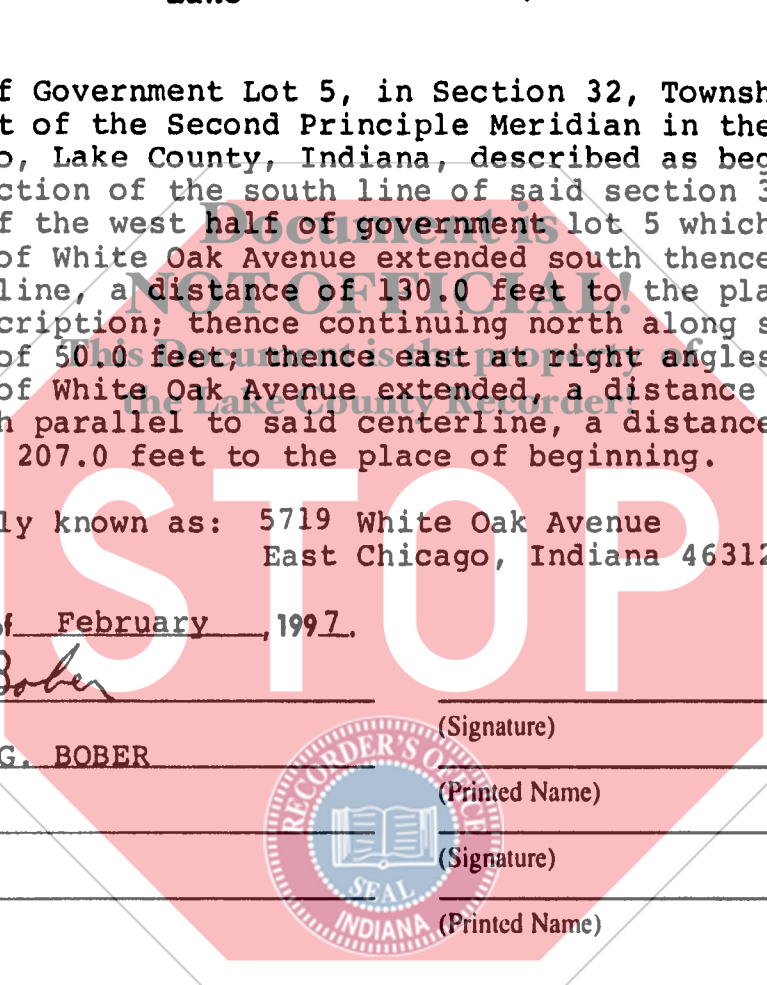 f Government Lot 5, in Section 32, Townsh
t of the Second Principle Meridian in the
o, Lake County, Indiana, described as beg
ction of the south line of said section 3
f the west half of government lot 5 which
of White Oak Avenue extended south thence
line, a distance of 130.0 feet to the pla
cription; thence continuing north along s
of 50.0 feet; thence east at right angles
of White Oak Avenue extended, a distance
h parallel to said centerline, a distance
207.0 feet to the place of beginning.
ly known as: 5719 White Oak Avenue
East Chicago, Indiana 46312
of February, 1997.
Bober
(Signature)
G. BOBER
(Printed Name)
(Signature)
(Printed Name)
Document is
NOT OFFICIAL!
This Document is the property of
the Lake County Recorder!
STOP
RECORDER'S OFFICE
SEAL
INDIANA